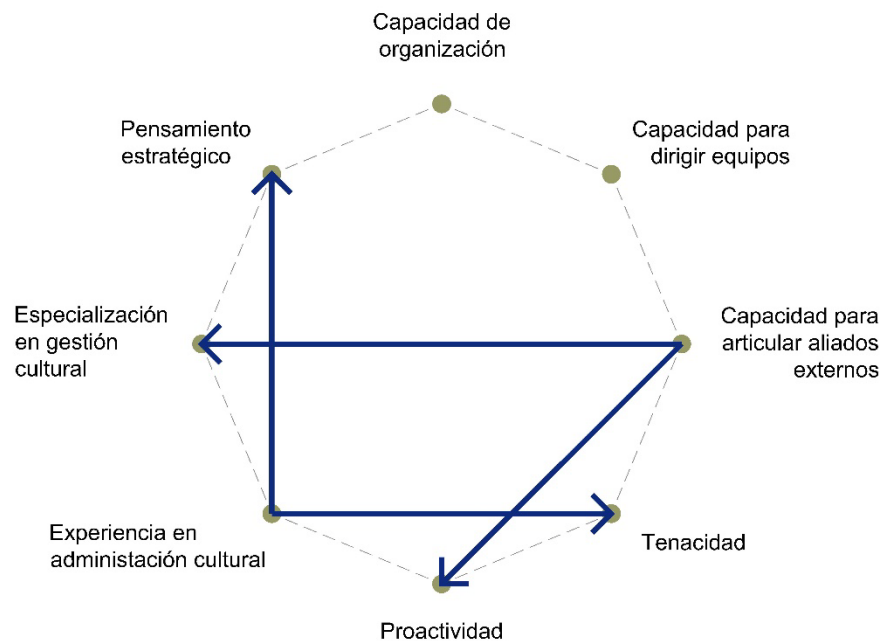 Capacidad de
organización
Pensamiento
estratégico
Capacidad para
dirigir equipos
Especialización
en gestión
cultural
Capacidad para
articular aliados
externos
Experiencia en
administación cultural
Tenacidad
Proactividad